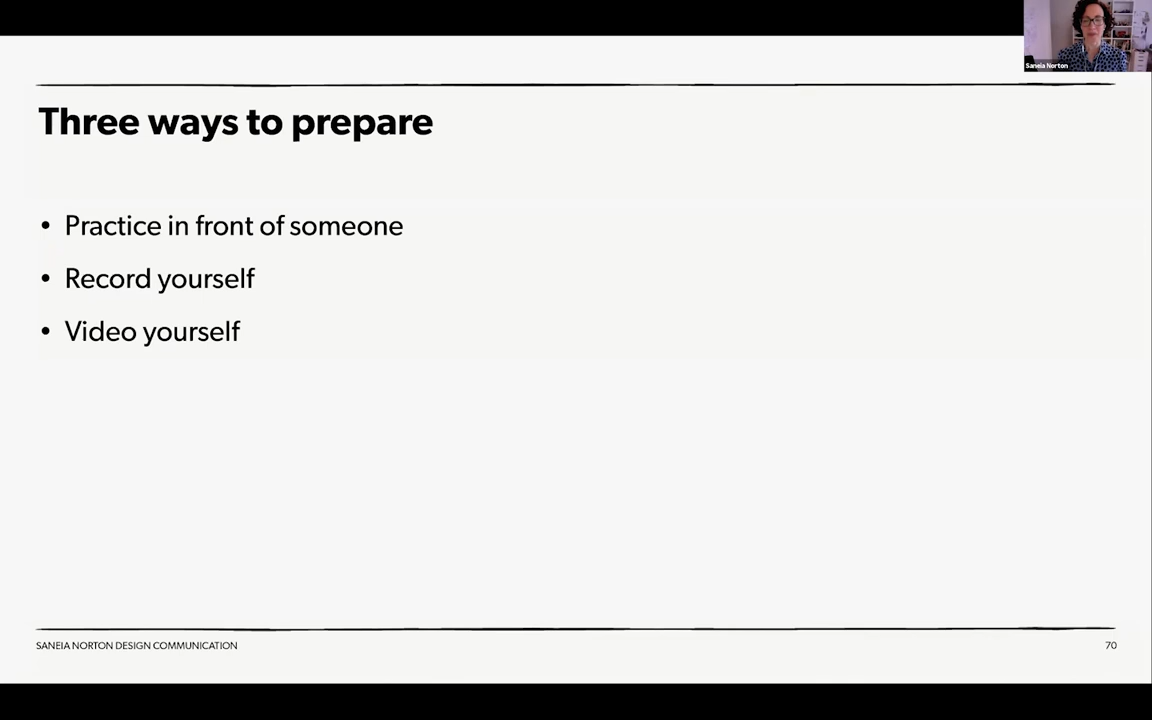 Saneia Norton
Three ways to prepare
• Practice in front of someone
• Record yourself
• Video yourself
SANEIA NORTON DESIGN COMMUNICATION
70